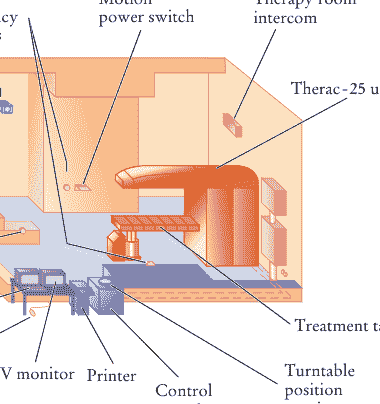 Motion
power switch
Therapy room
intercom
Therac-25 u
Treatment ta
V monitor
Printer
Control
Turntable
position